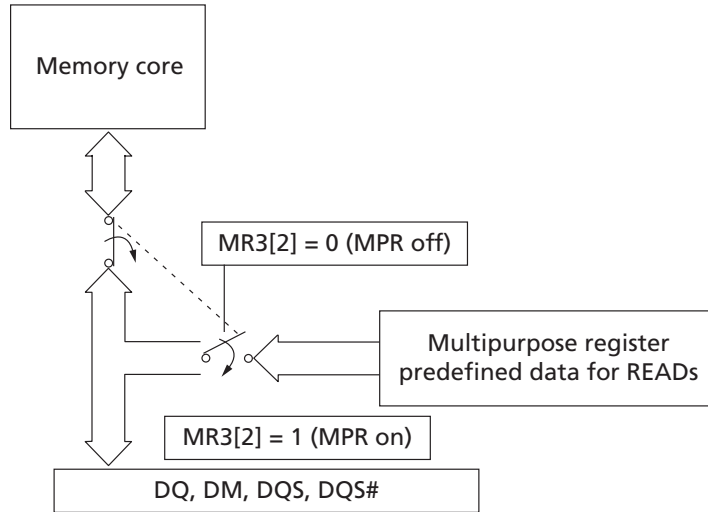 Memory core
MR3[2] = 0 (MPR off)
Multipurpose register
predefined data for READs
MR3[2] = 1 (MPR on)
DQ, DM, DQS, DQS#